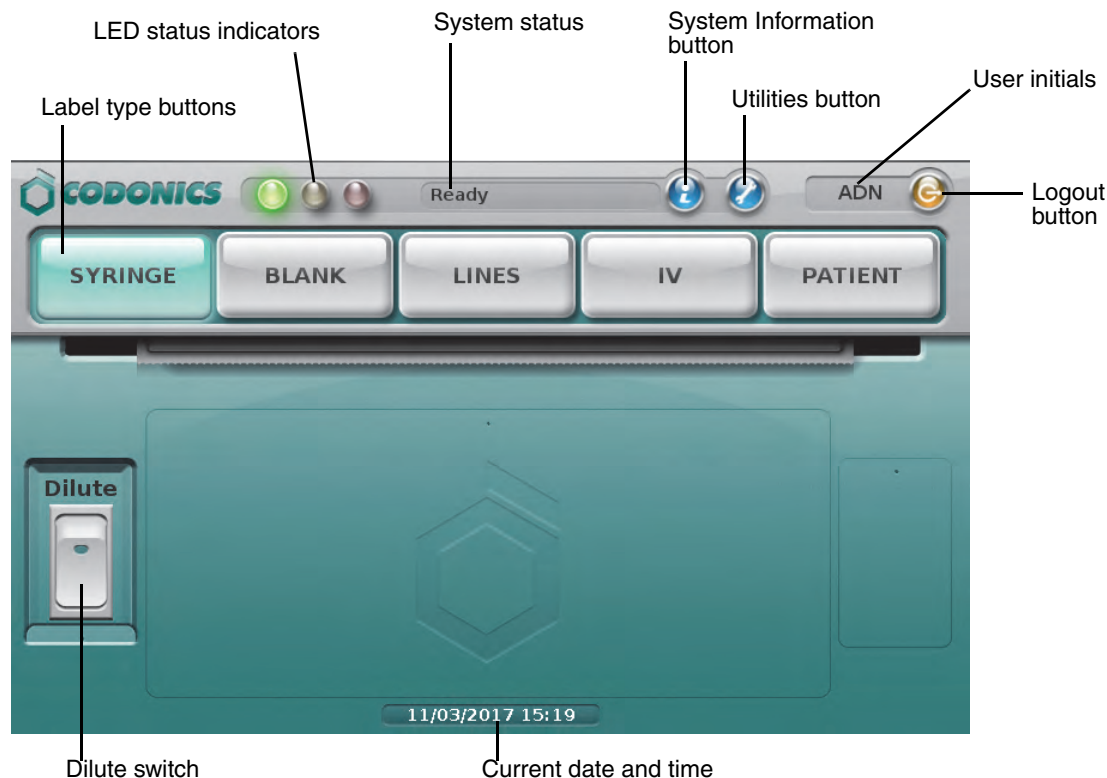 System status
System Information
button
LED status indicators
User initials
Utilities button
Label type buttons
CODONICS
Ready
ADN
Logout
button
SYRINGE
BLANK
LINES
IV
PATIENT
Dilute
11/03/2017 15:19
Dilute switch
Current date and time